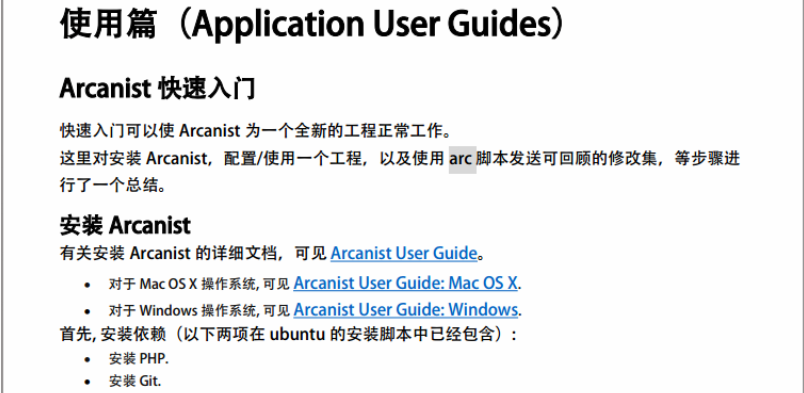 使用篇（Application User Guides）
Arcanist 快速入门
快速入门可以使 Arcanist 为一个全新的工程正常工作。
这里对安装 Arcanist，配置/使用一个工程，以及使用 arc 脚本发送可回顾的修改集，等步骤进
行了一个总结。
安装 Arcanist
有关安装 Arcanist 的详细文档，可见 Arcanist User Guide。
• 对于 Mac OS X 操作系统, 可见 Arcanist User Guide: Mac OS X.
• 对于 Windows 操作系统, 可见 Arcanist User Guide: Windows.
首先, 安装依赖（以下两项在 ubuntu 的安装脚本中已经包含）:
• 安装 PHP.
• 安装 Git.